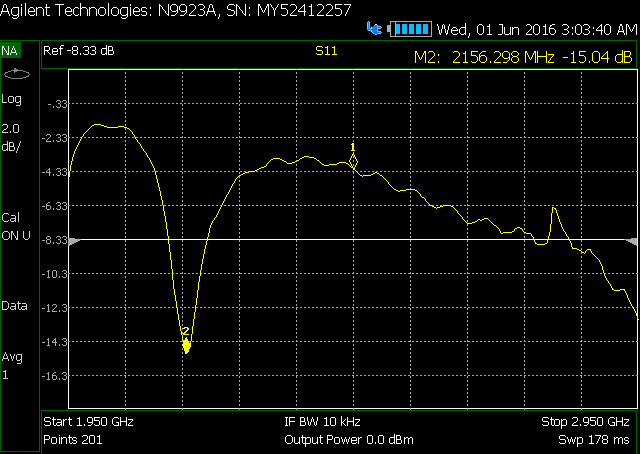 Agilent Technologies: N9923A, SN: MY52412257
Wed, 01 Jun 2016 3:03:40 AM
NA
Ref -8.33 dB
S11
M2: 2156.298 MHz -15.04 dB
Log
2.0
dB/
Cal
ON U
Data
Avg
1
-.33
-2.33
-4.33
-6.33
-8.33
-10.3
-12.3
-14.3
-16.3
1
2
Start 1.950 GHz
IF BW 10 kHz
Stop 2.950 GHz
Points 201
Output Power 0.0 dBm
Swp 178 ms